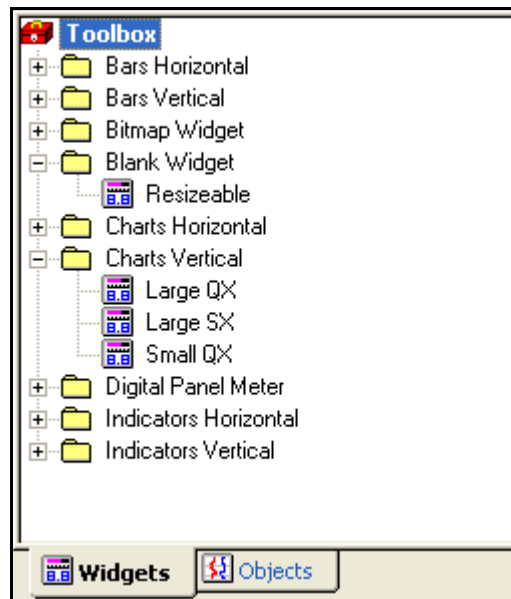 Toolbox
Bars Horizontal
Bars Vertical
Bitmap Widget
Blank Widget
Resizeable
Charts Horizontal
Charts Vertical
Large QX
Large SX
Small QX
Digital Panel Meter
Indicators Horizontal
Indicators Vertical
Widgets Objects